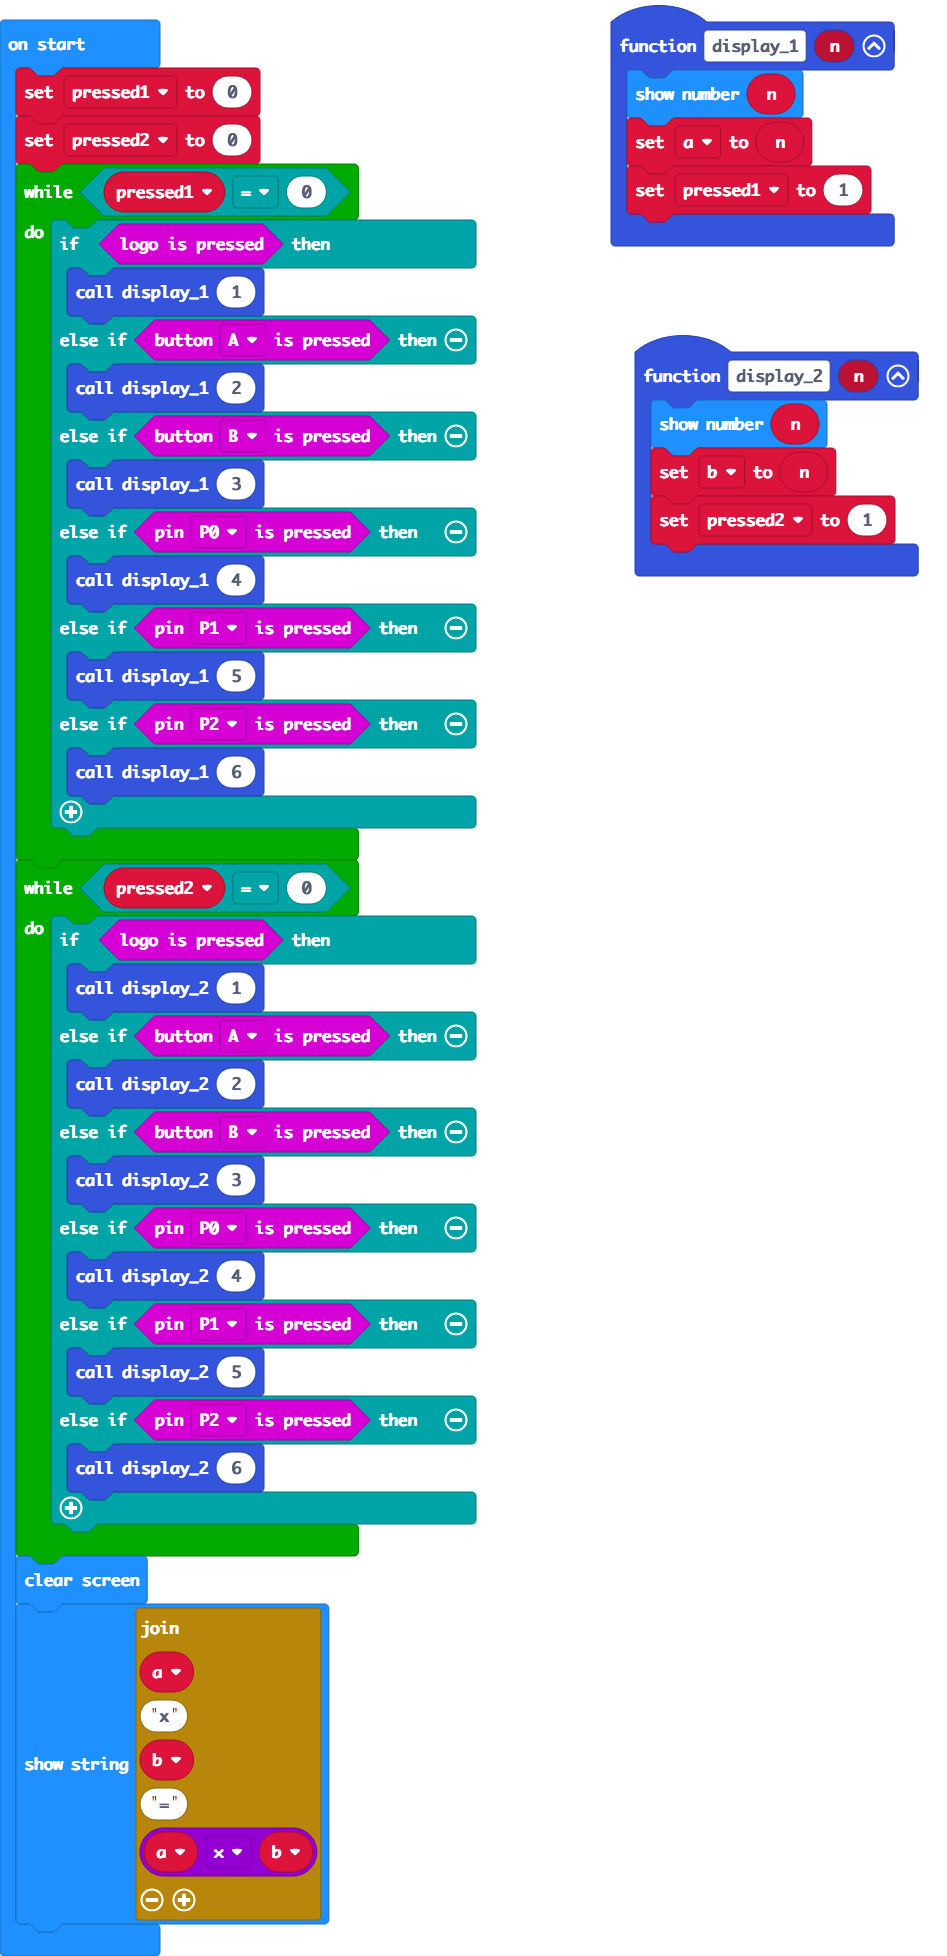 on start
set pressed1 to 0
set pressed2 to 0
while pressed1 = 0
do
if logo is pressed then
call display_1 1
else if button A is pressed then
call display_1 2
else if button B is pressed then
call display_1 3
else if pin P0 is pressed then
call display_1 4
else if pin P1 is pressed then
call display_1 5
else if pin P2 is pressed then
call display_1 6
while pressed2 = 0
do
if logo is pressed then
call display_2 1
else if button A is pressed then
call display_2 2
else if button B is pressed then
call display_2 3
else if pin P0 is pressed then
call display_2 4
else if pin P1 is pressed then
call display_2 5
else if pin P2 is pressed then
call display_2 6
clear screen
show string
join
a
"x"
b
"="
a x b
function display_1 n
show number n
set a to n
set pressed1 to 1
function display_2 n
show number n
set b to n
set pressed2 to 1